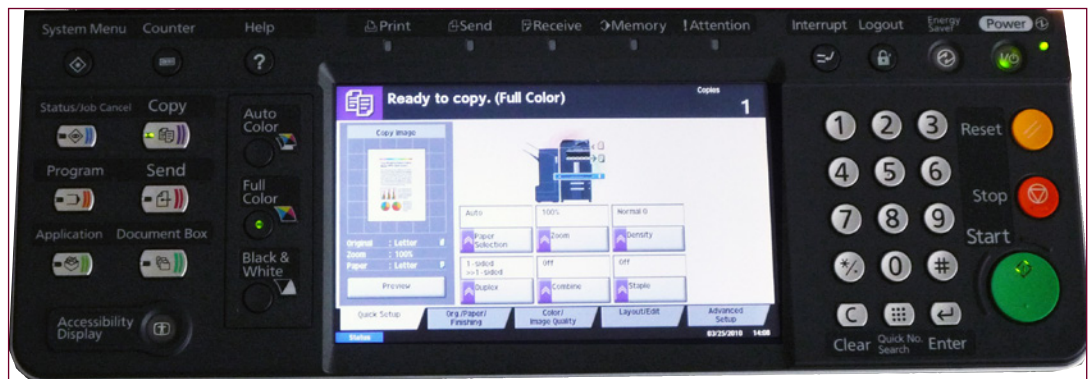 System Menu Counter Help
Print Send Receive Memory !Attention
Interrupt Logout Energy Saver Power
Status/Job Cancel Copy
Program Send
Application Document Box
Accessibility Display
Auto Color
Full Color
Black & White
Ready to copy. (Full Color)
Copies
1
Copy Image
Original : Letter
Zoom : 100%
Paper : Letter
Preview
Auto 100% Normal 0
Paper Selection Zoom Density
1-sided >>1-sided Off Off
Duplex Combine Staple
Quick Setup Org./Paper/ Finishing Color/ Image Quality Layout/Edit Advanced Setup
Status 03/25/2010 14:08
1 2 3 Reset
4 5 6
Stop
7 8 9
Start
*/. 0 #
C
Clear Quick No. Search Enter